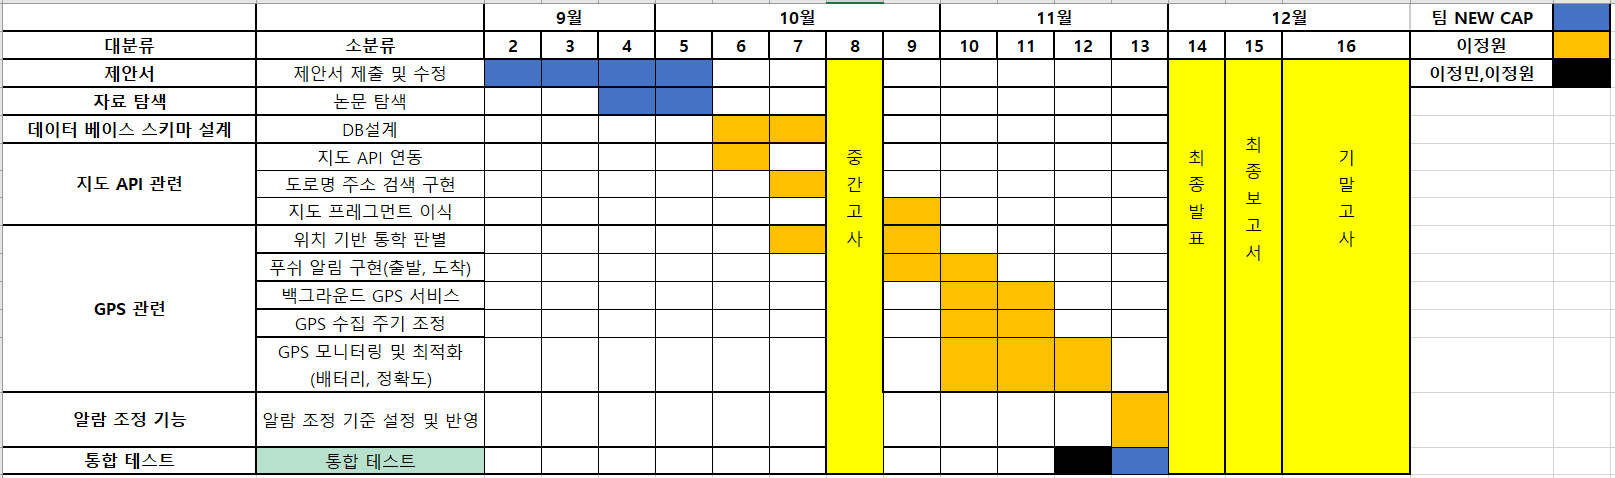 9월 10월 11월 12월 팀 NEW CAP
대분류 소분류 2 3 4 5 6 7 8 9 10 11 12 13 14 15 16 이정원
제안서 제안서 제출 및 수정 이정민,이정원
자료 탐색 논문 탐색
데이터 베이스 스키마 설계 DB설계
지도 API 관련 지도 API 연동
도로명 주소 검색 구현
지도 프레그먼트 이식
GPS 관련 위치 기반 통학 판별
푸쉬 알림 구현(출발, 도착)
백그라운드 GPS 서비스
GPS 수집 주기 조정
GPS 모니터링 및 최적화
(배터리, 정확도)
알람 조정 기능 알람 조정 기준 설정 및 반영
통합 테스트 통합 테스트
중간고사
최종발표
최종보고서
기말고사